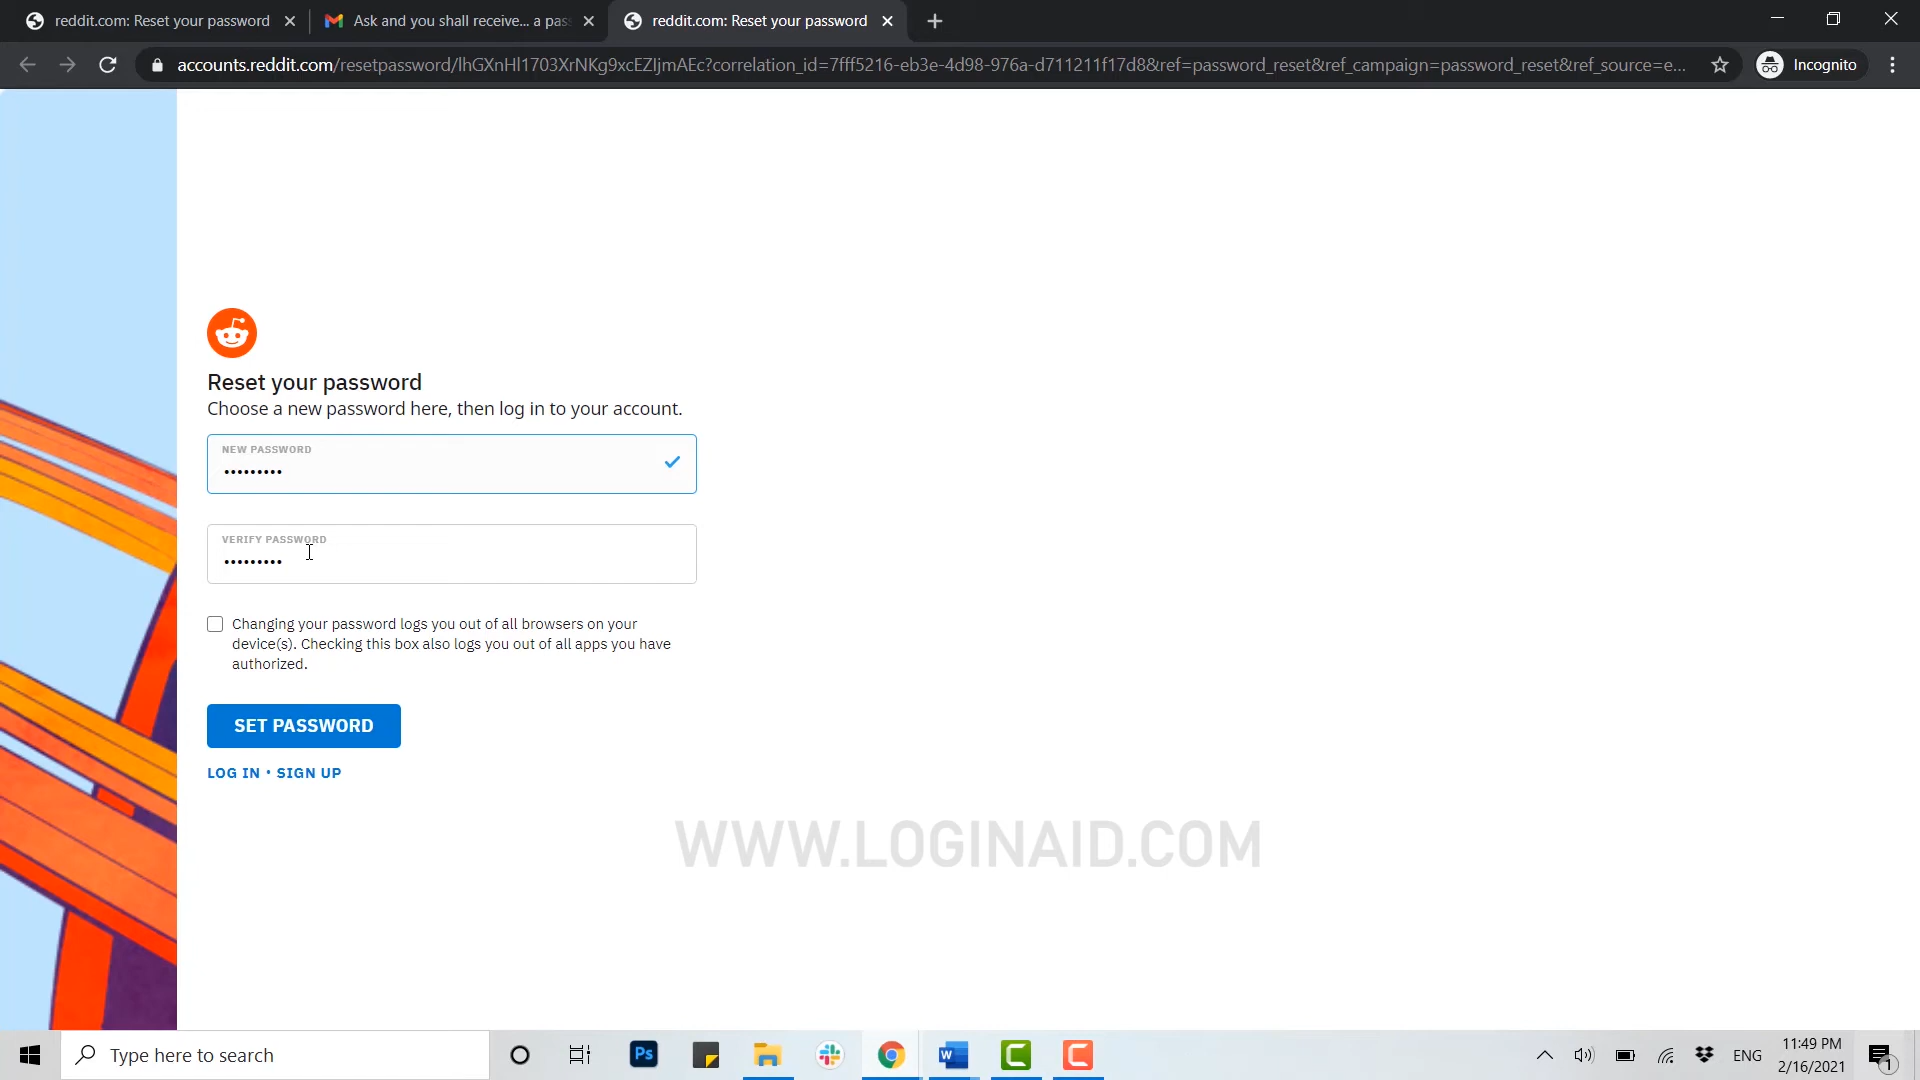 reddit.com: Reset your password
Ask and you shall receive... a pas
reddit.com: Reset your password
accounts.reddit.com/resetpassword/lhGXnHl1703XrNKg9xcEZIjmAEc?correlation_id=7fff5216-eb3e-4d98-976a-d711211f17d8&ref=password_reset&ref_campaign=password_reset&ref_source=e...
Incognito
Reset your password
Choose a new password here, then log in to your account.
NEW PASSWORD
•••••••••
VERIFY PASSWORD
•••••••••
Changing your password logs you out of all browsers on your
device(s). Checking this box also logs you out of all apps you have
authorized.
SET PASSWORD
LOG IN • SIGN UP
WWW.LOGINAID.COM
Type here to search
Ps
W
C
C
ENG
11:49 PM
2/16/2021
1